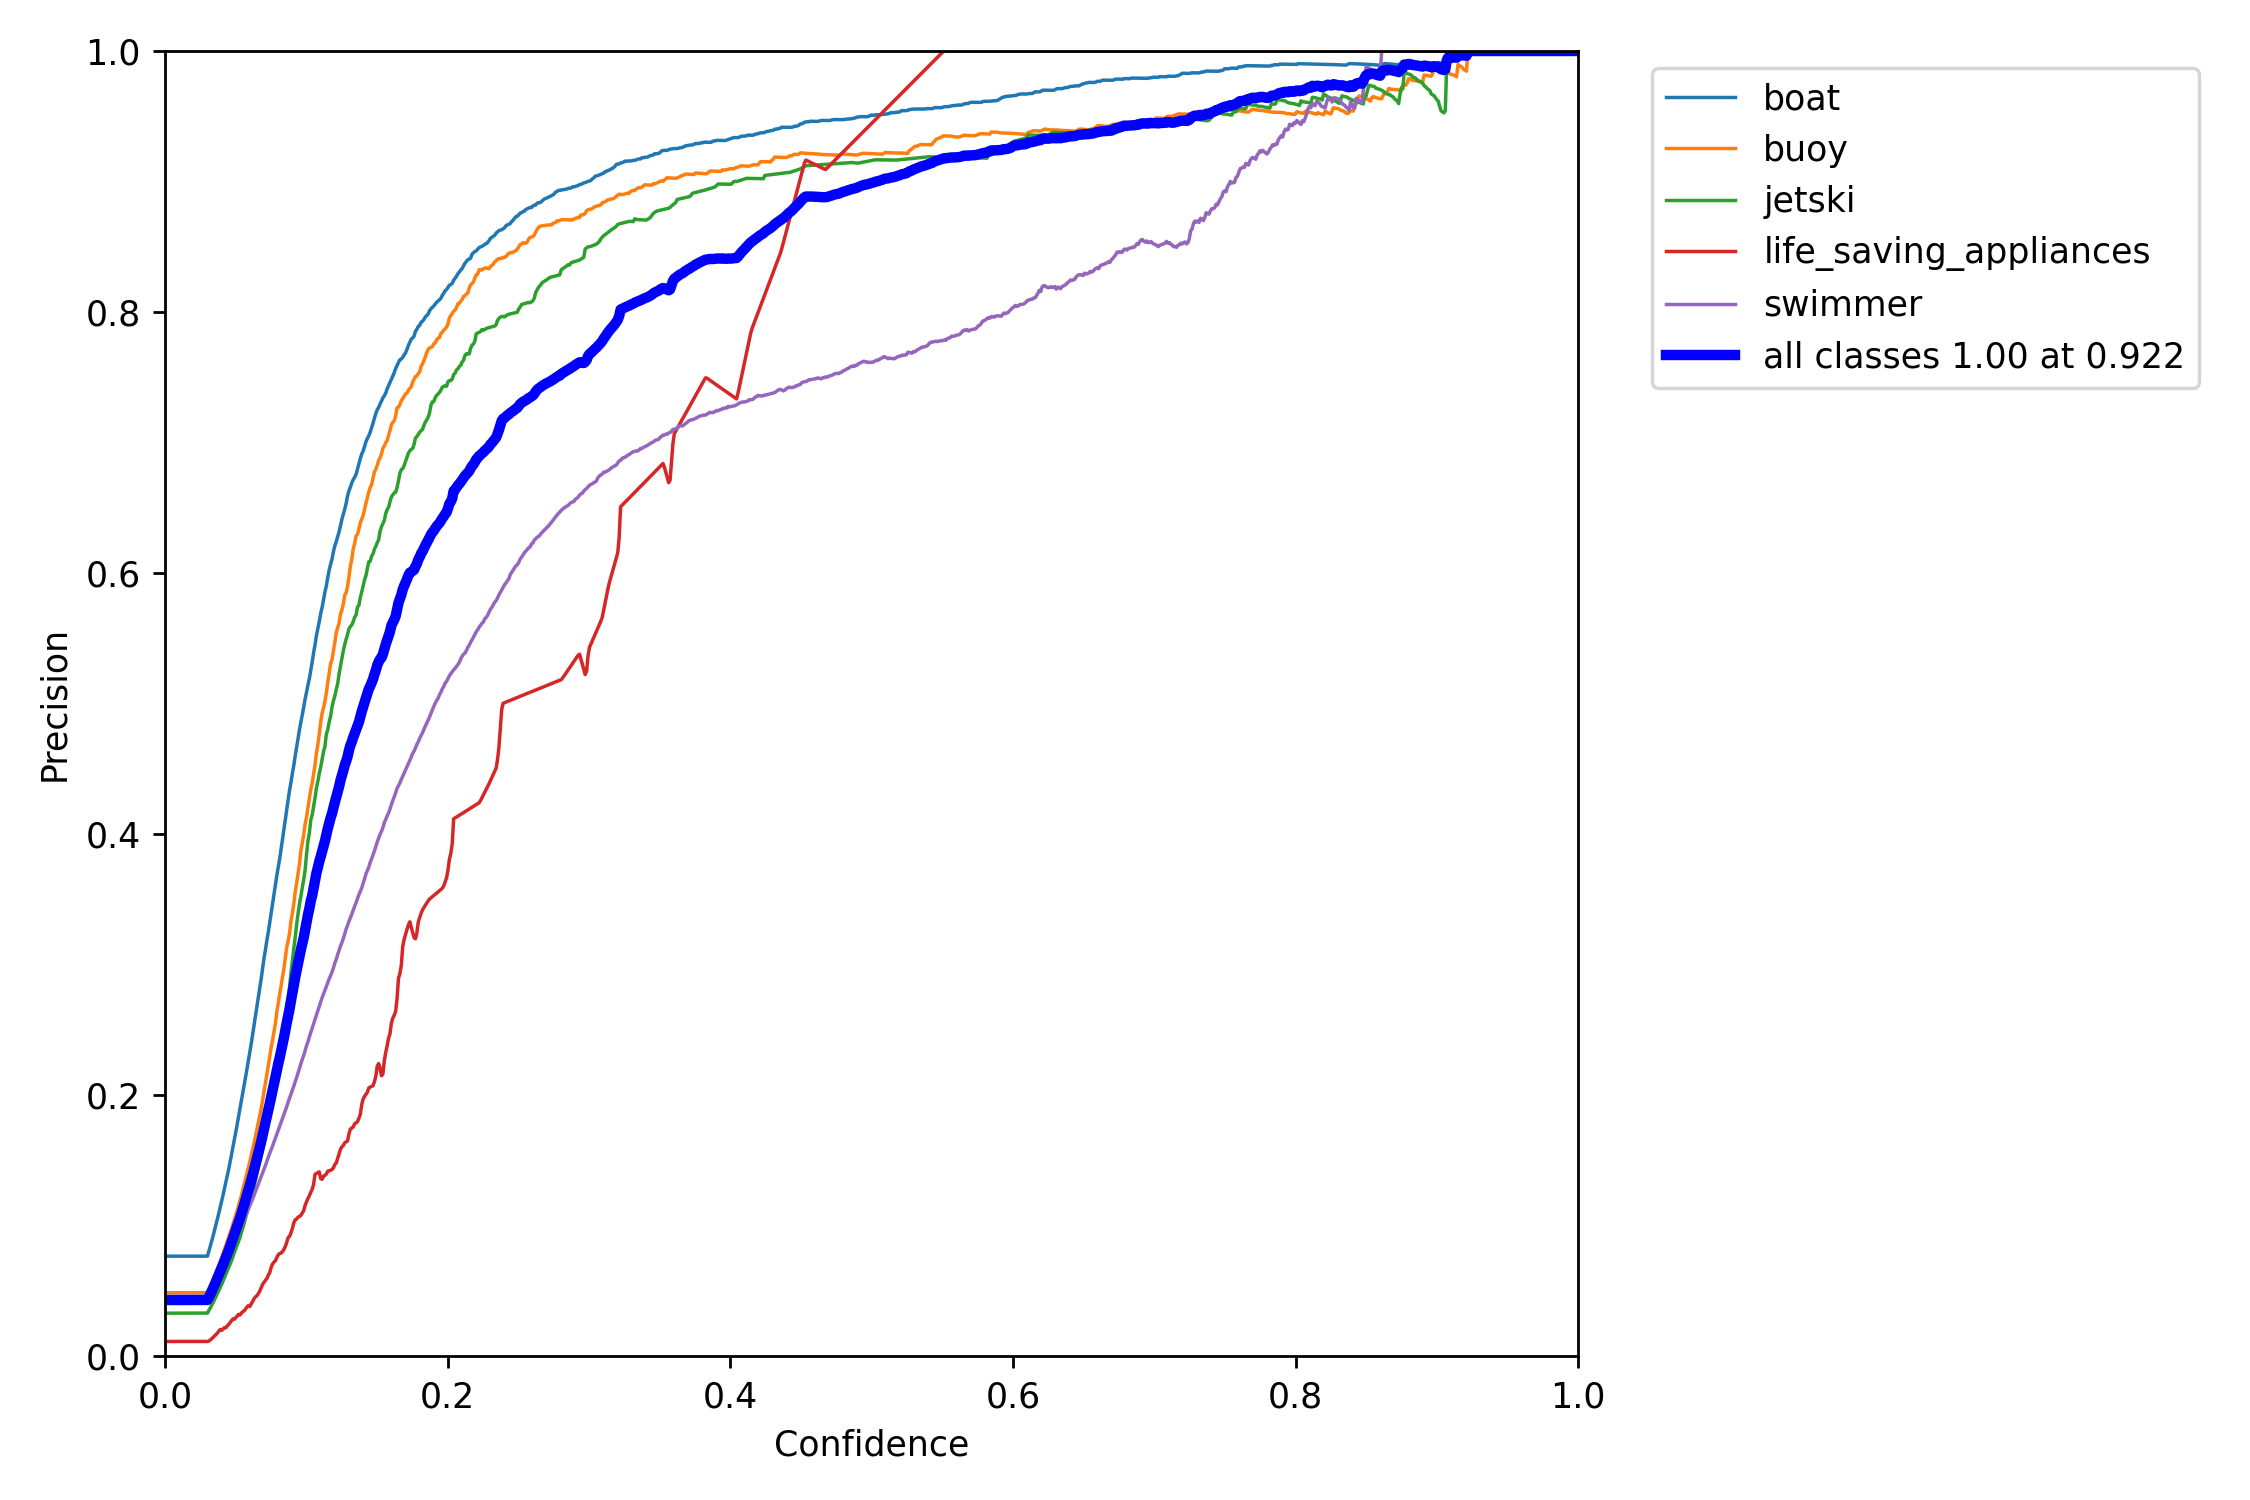 1.0
0.8
0.6
0.4
0.2
0.0
Precision
0.0 0.2 0.4 0.6 0.8 1.0
Confidence
boat
buoy
jetski
life_saving_appliances
swimmer
all classes 1.00 at 0.922